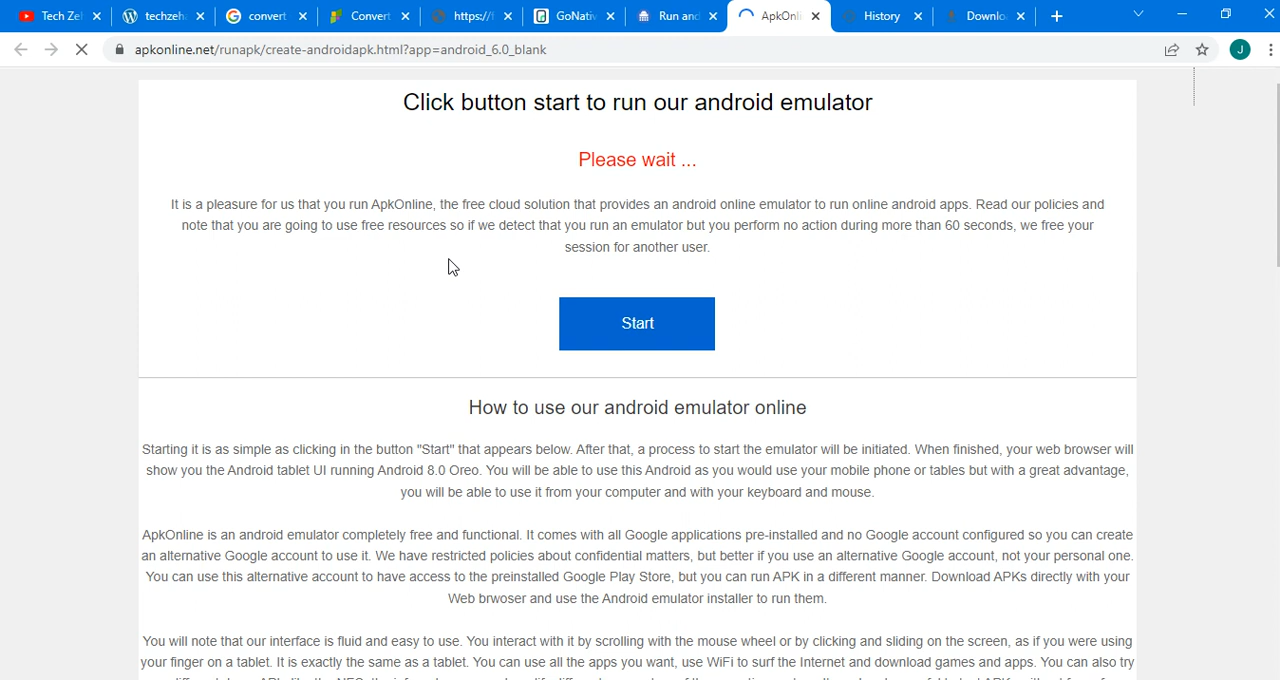 Tech Ze
techzeh
convert
Convert
https://
GoNativ
Run and
ApkOnli
History
Downlo
apkonline.net/runapk/create-androidapk.html?app=android_6.0_blank
J
Click button start to run our android emulator
Please wait ...
It is a pleasure for us that you run ApkOnline, the free cloud solution that provides an android online emulator to run online android apps. Read our policies and
note that you are going to use free resources so if we detect that you run an emulator but you perform no action during more than 60 seconds, we free your
session for another user.
Start
How to use our android emulator online
Starting it is as simple as clicking in the button "Start" that appears below. After that, a process to start the emulator will be initiated. When finished, your web browser will
show you the Android tablet UI running Android 8.0 Oreo. You will be able to use this Android as you would use your mobile phone or tables but with a great advantage,
you will be able to use it from your computer and with your keyboard and mouse.
ApkOnline is an android emulator completely free and functional. It comes with all Google applications pre-installed and no Google account configured so you can create
an alternative Google account to use it. We have restricted policies about confidential matters, but better if you use an alternative Google account, not your personal one.
You can use this alternative account to have access to the preinstalled Google Play Store, but you can run APK in a different manner. Download APKs directly with your
Web brwoser and use the Android emulator installer to run them.
You will note that our interface is fluid and easy to use. You interact with it by scrolling with the mouse wheel or by clicking and sliding on the screen, as if you were using
your finger on a tablet. It is exactly the same as a tablet. You can use all the apps you want, use WiFi to surf the Internet and download games and apps. You can also try